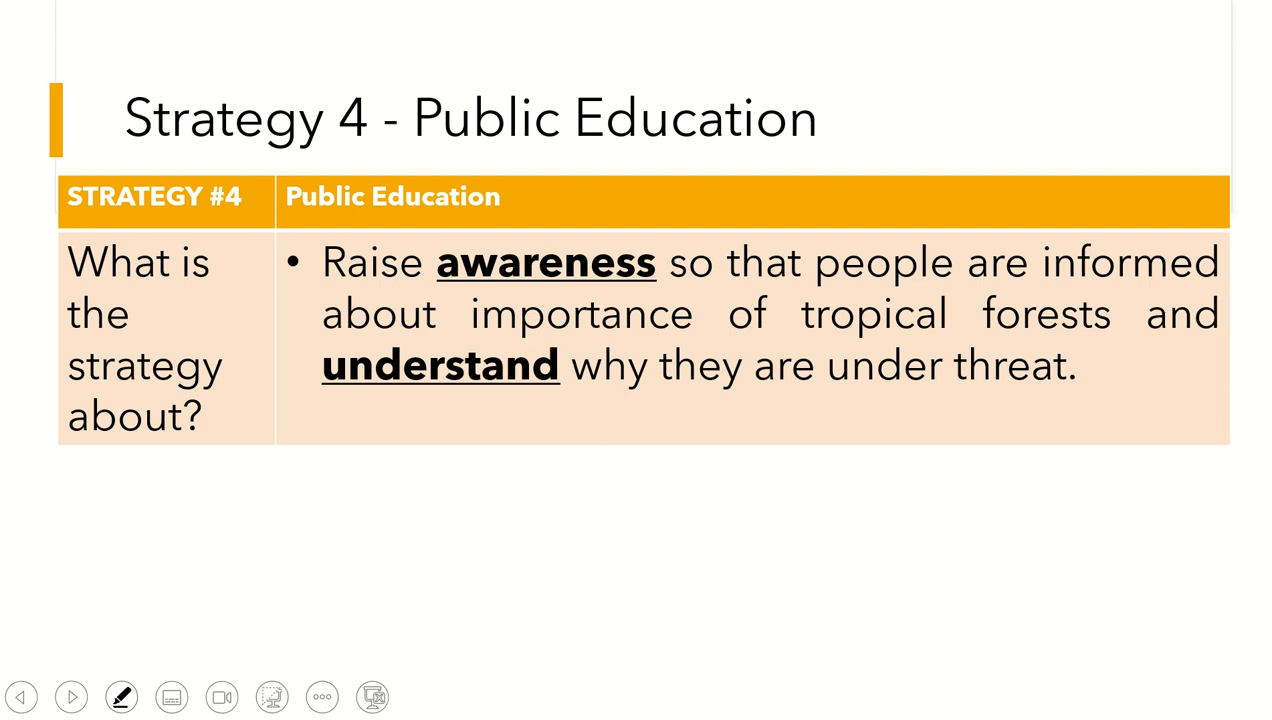 Strategy 4 - Public Education
STRATEGY #4
Public Education
What is
the
strategy
about?
• Raise awareness so that people are informed
about importance of tropical forests and
understand why they are under threat.